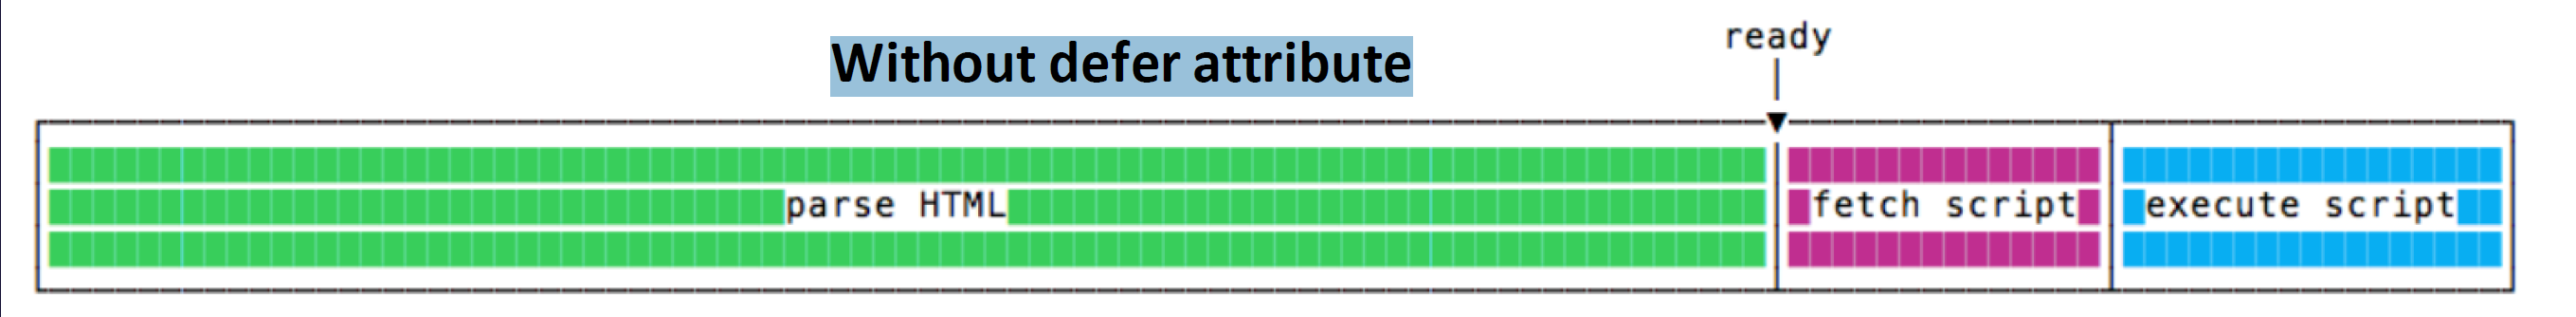 Without defer attribute
ready
parse HTML
fetch script
execute script